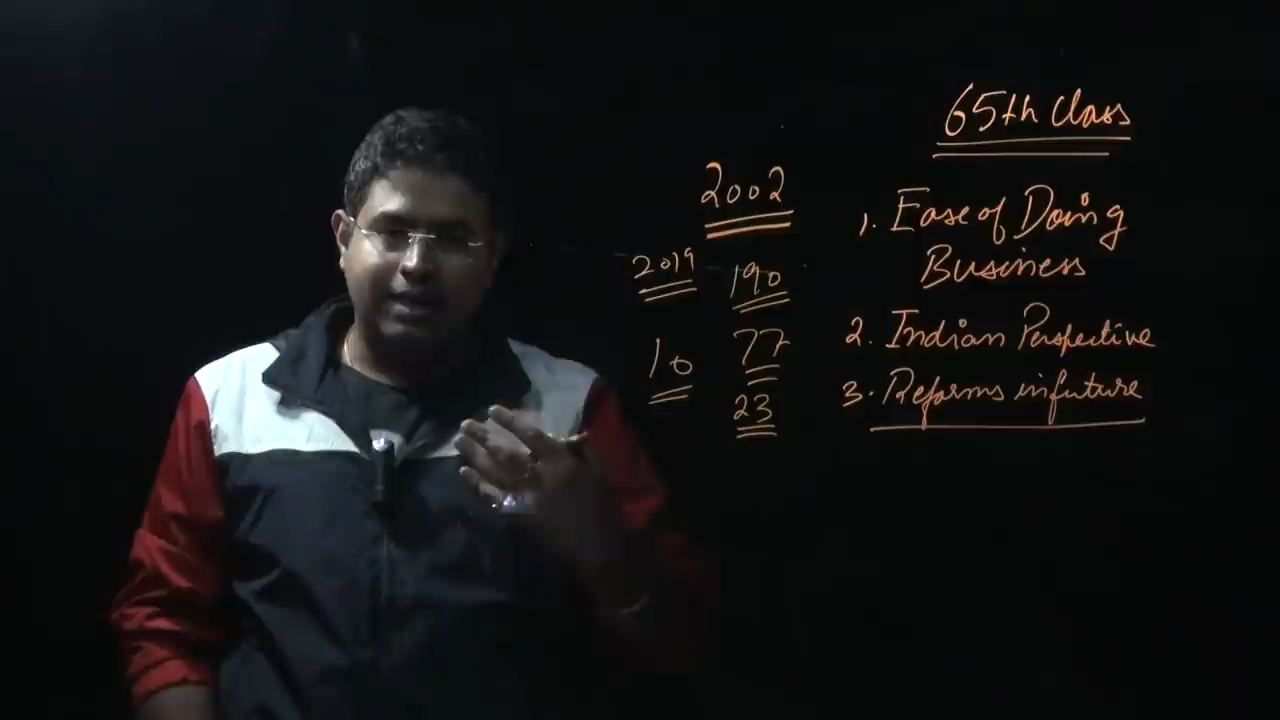 65th Class
2002
1. Ease of Doing
Business
2019
190
2. Indian Perspective
10
77
3. Reforms in future
23